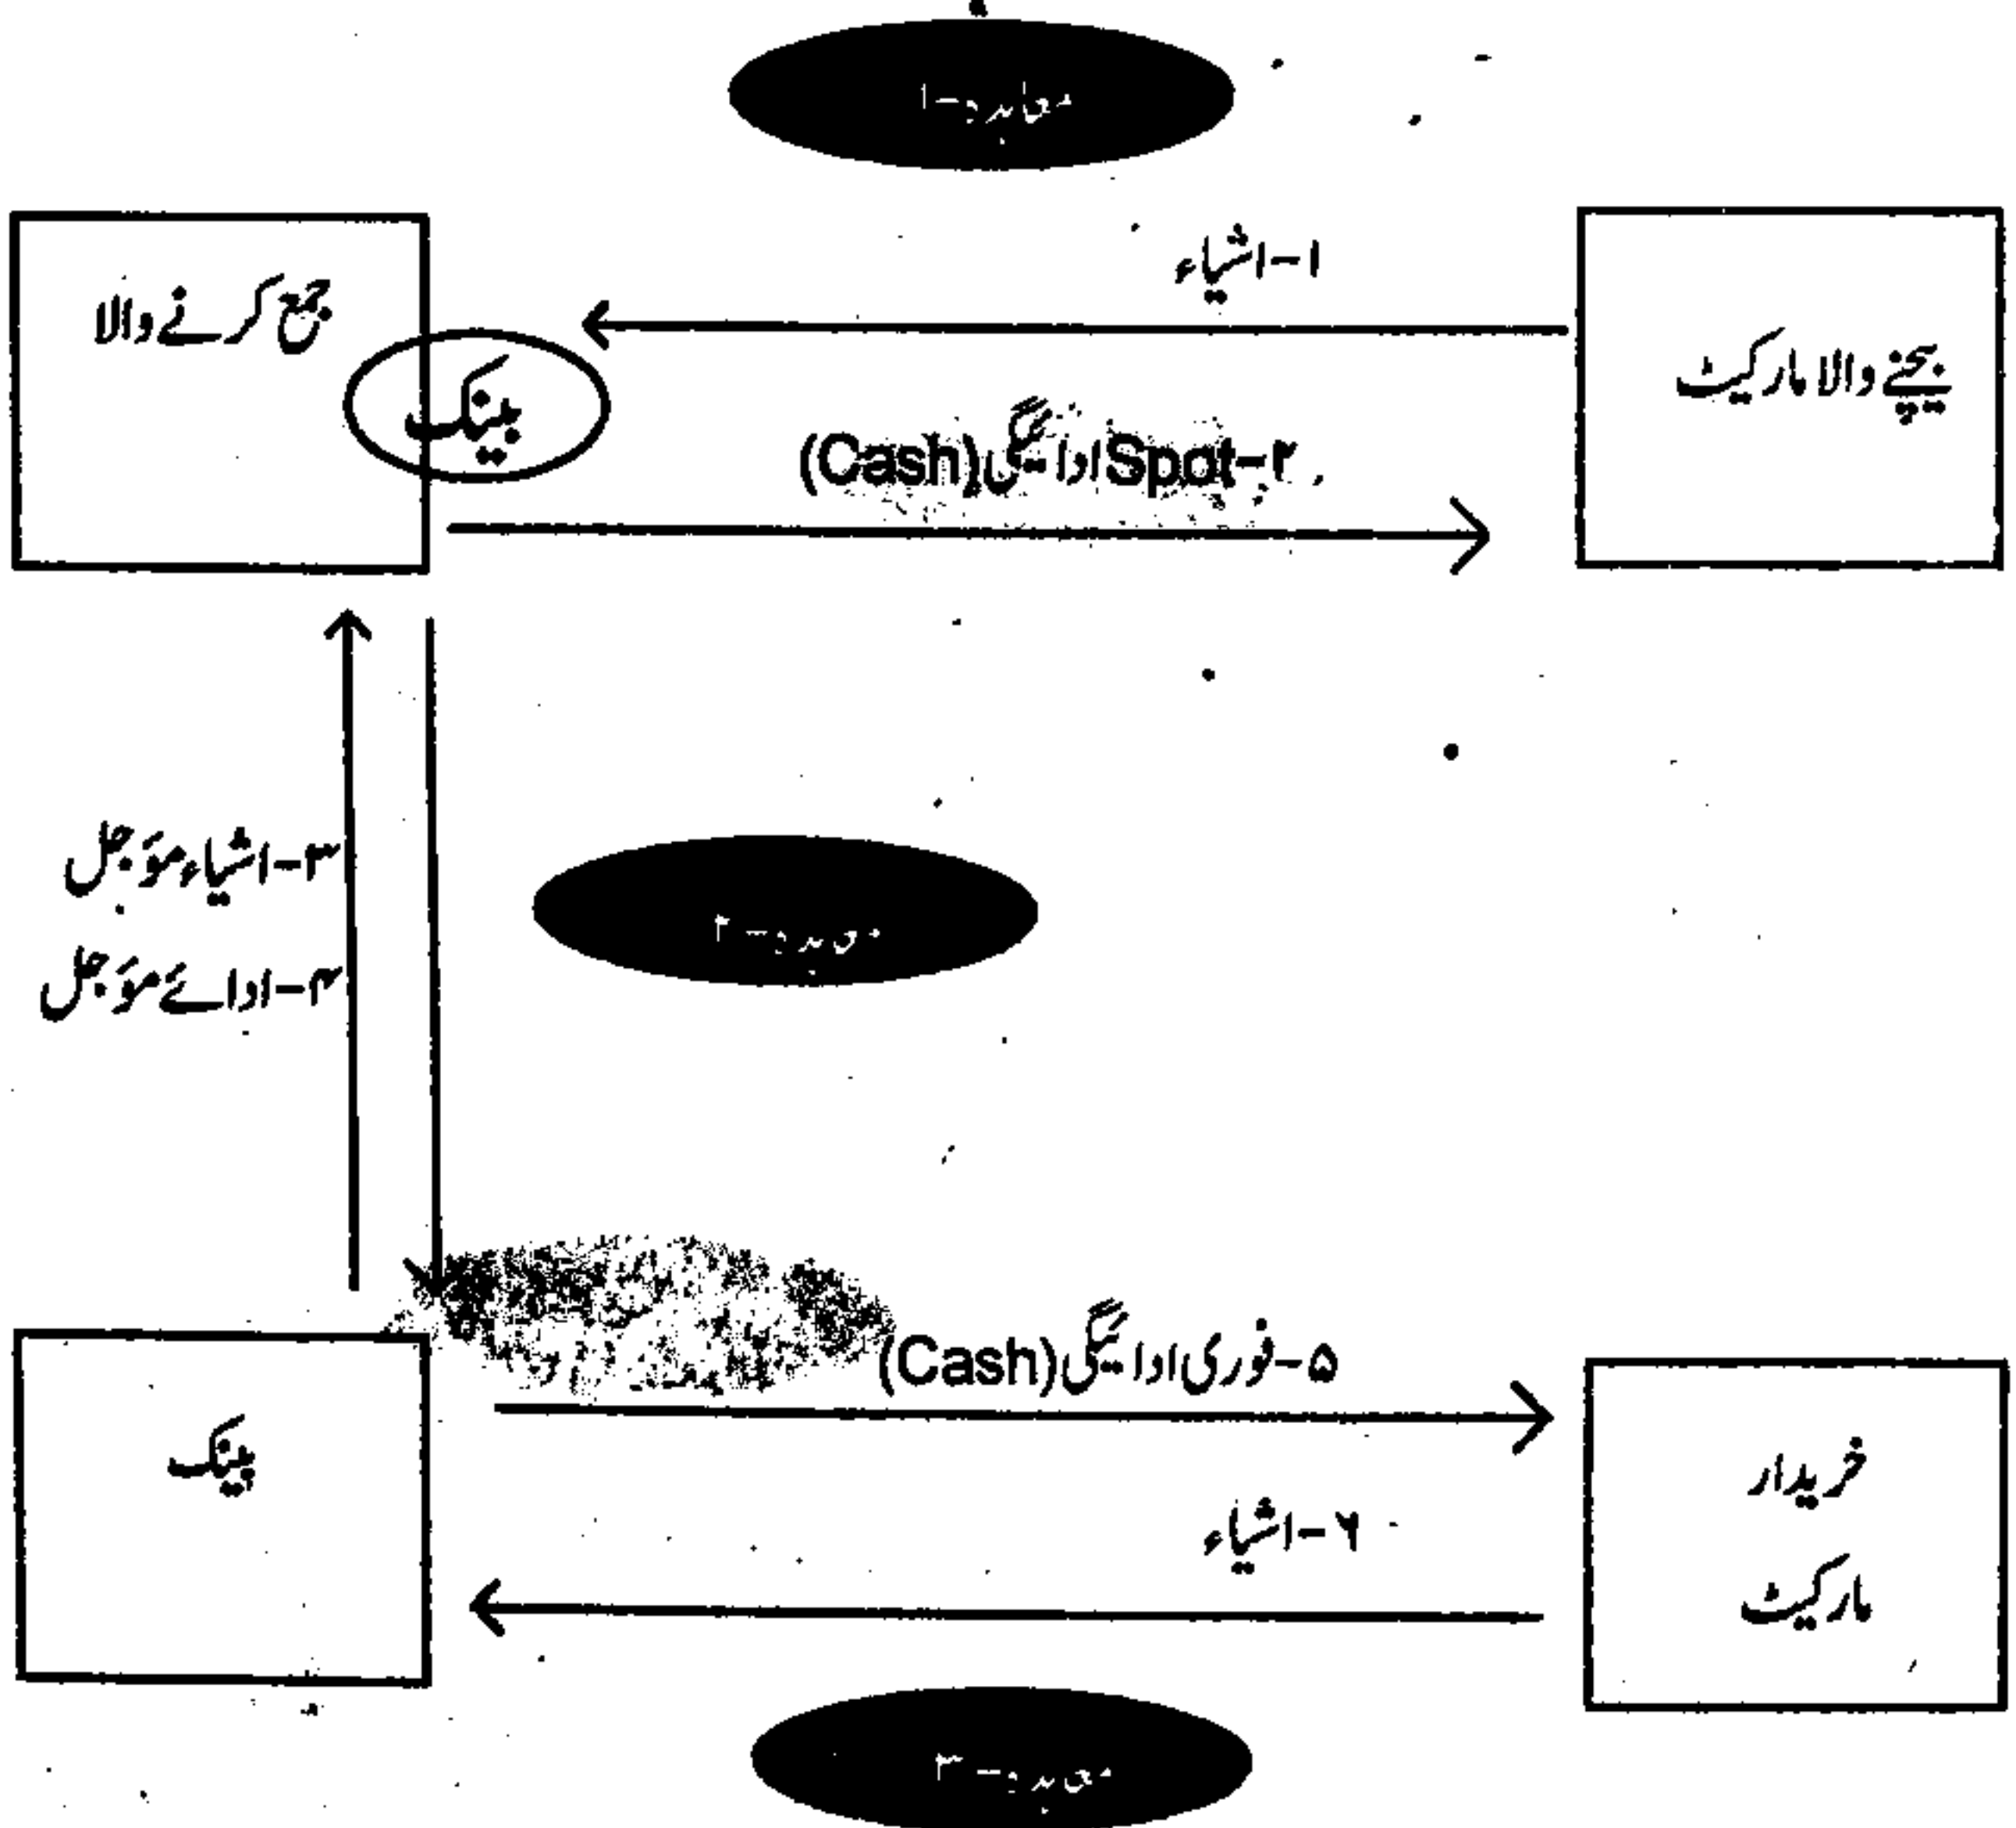 معاہدہ-۱
جمع کرنے والا
بینک
۱-اشیاء
۲-Spot ادائیگی (Cash)
بیچنے والا مارکیٹ
۳-اشیاء مؤجل
۴-ادائے مؤجل
معاہدہ-۲
بینک
۵-فوری ادائیگی (Cash)
۶-اشیاء
خریدار
مارکیٹ
معاہدہ-۳